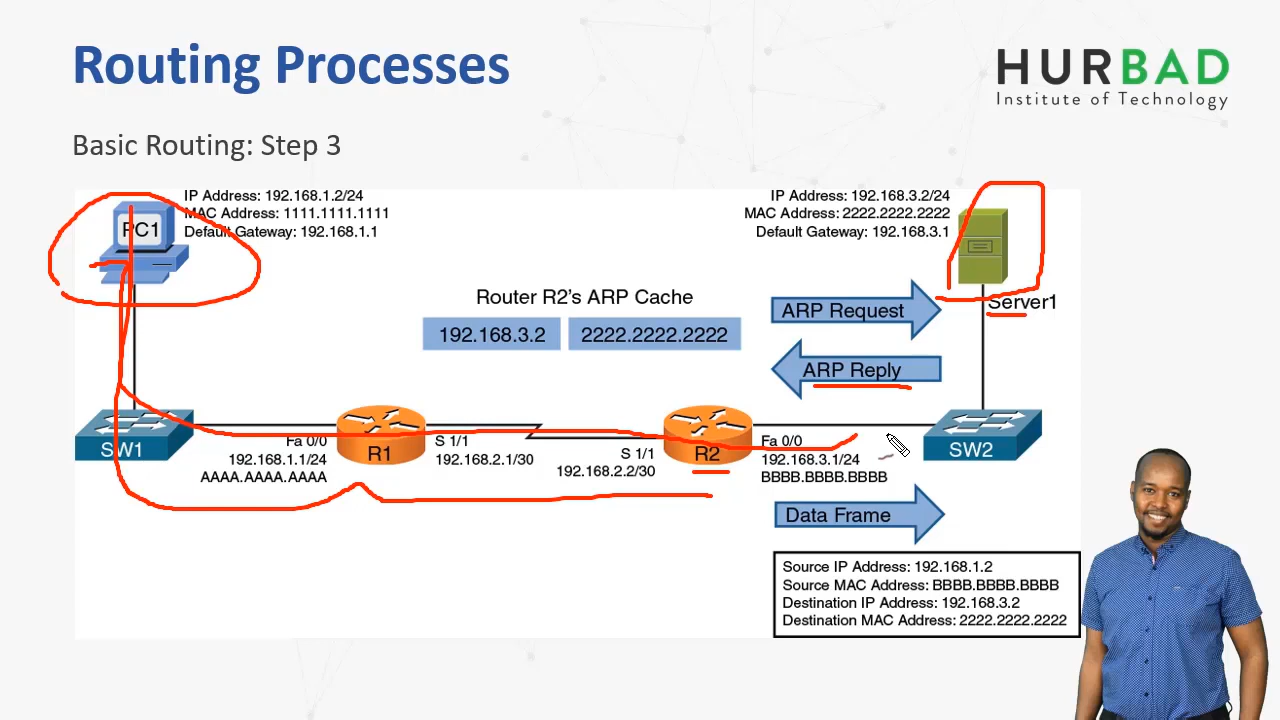 Routing Processes
HURBAD
Institute of Technology
Basic Routing: Step 3
IP Address: 192.168.1.2/24
MAC Address: 1111.1111.1111
Default Gateway: 192.168.1.1
PC1
IP Address: 192.168.3.2/24
MAC Address: 2222.2222.2222
Default Gateway: 192.168.3.1
Server1
Router R2's ARP Cache
192.168.3.2
2222.2222.2222
ARP Request
ARP Reply
SW1
Fa 0/0
192.168.1.1/24
AAAA.AAAA.AAAA
R1
S 1/1
192.168.2.1/30
S 1/1
192.168.2.2/30
R2
Fa 0/0
192.168.3.1/24
BBBB.BBBB.BBBB
SW2
Data Frame
Source IP Address: 192.168.1.2
Source MAC Address: BBBB.BBBB.BBBB
Destination IP Address: 192.168.3.2
Destination MAC Address: 2222.2222.2222